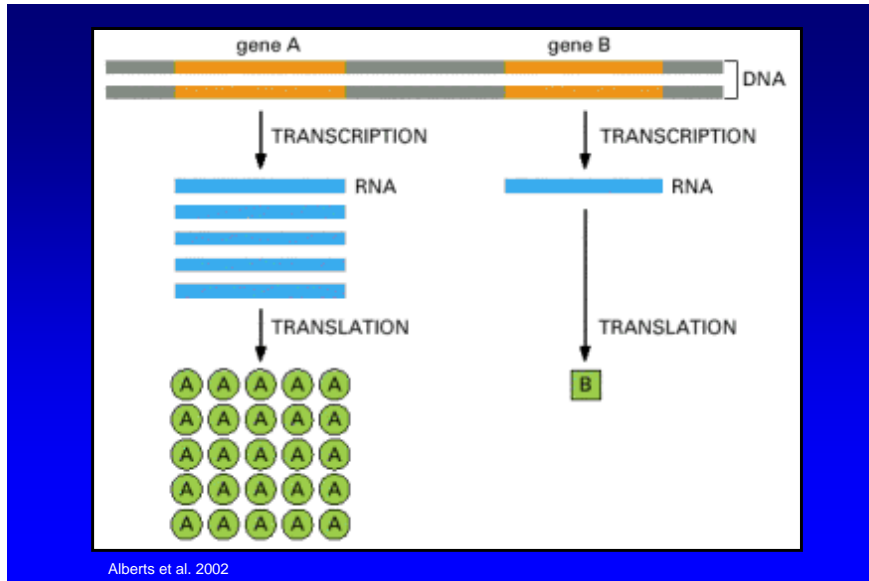 gene A
gene B
DNA
TRANSCRIPTION
TRANSCRIPTION
RNA
RNA
TRANSLATION
TRANSLATION
A A A A A
B
A A A A A
A A A A A
A A A A A
A A A A A
Alberts et al. 2002